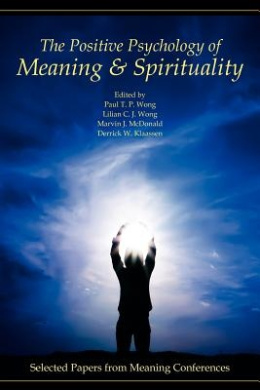 The Positive Psychology of
Meaning & Spirituality
Edited by
Paul T. P. Wong
Lilian C. J. Wong
Marvin J. McDonald
Derrick W. Klaassen
Selected Papers from Meaning Conferences